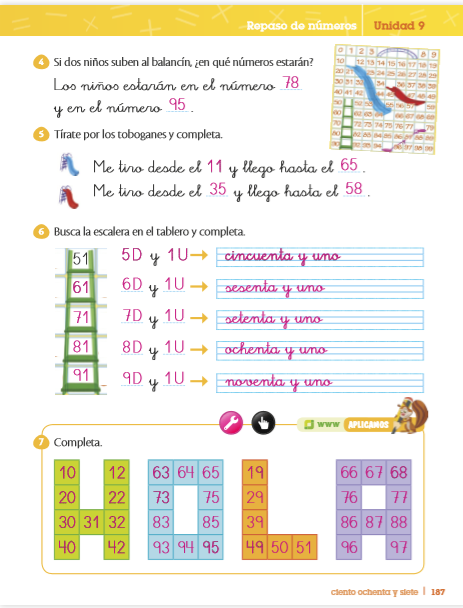 Repaso de números Unidad 9
4 Si dos niños suben al balancín, ¿en qué números estarán?
Los niños estarán en el número 78
y en el número 95.
5 Tírate por los toboganes y completa.
Me tiro desde el 11 y llego hasta el 65.
Me tiro desde el 35 y llego hasta el 58.
6 Busca la escalera en el tablero y completa.
51 5D y 1U cincuenta y uno
61 6D y 1U sesenta y uno
71 7D y 1U setenta y uno
81 8D y 1U ochenta y uno
91 9D y 1U noventa y uno
www APLICAMOS
7 Completa.
10 12 63 64 65 19 66 67 68
20 22 73 75 29 76 77
30 31 32 83 85 39 86 87 88
40 42 93 94 95 49 50 51 96 97
ciento ochenta y siete 187